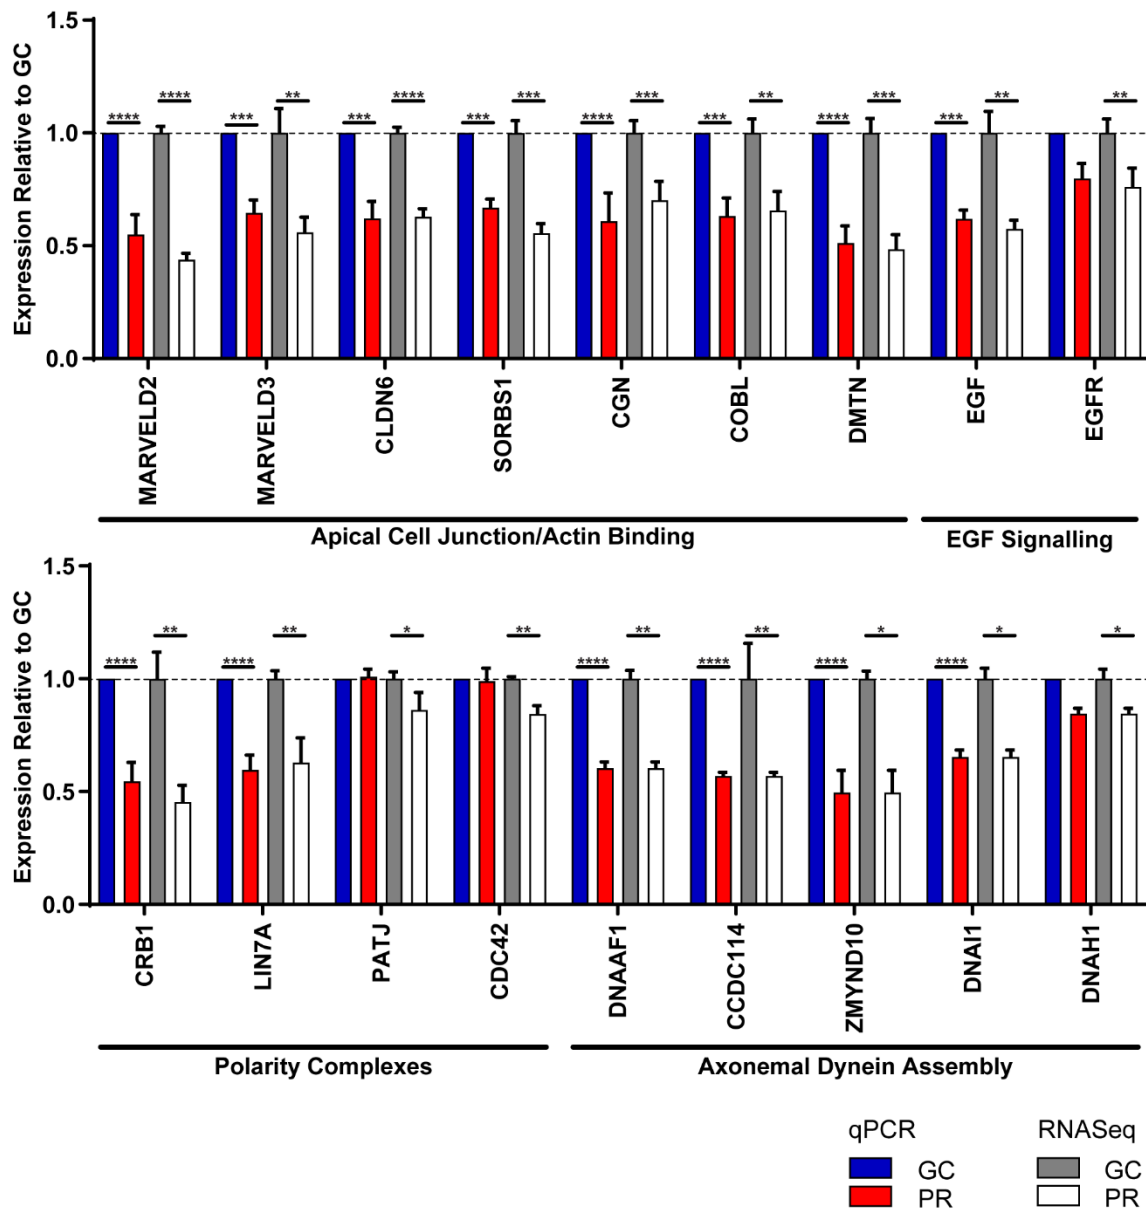 1.5
**** **** *** ** *** **** *** *** **** *** *** ** **** *** *** ** **
1.0
0.5
0.0
Expression Relative to GC
MARVELD2 MARVELD3 CLDN6 SORBS1 CGN COBL DMTN EGF EGFR
Apical Cell Junction/Actin Binding EGF Signalling
1.5
**** ** **** ** * ** **** ** **** ** **** * **** * *
1.0
0.5
0.0
Expression Relative to GC
CRB1 LIN7A PATJ CDC42 DNAAF1 CCDC114 ZMYND10 DNAI1 DNAH1
Polarity Complexes Axonemal Dynein Assembly
qPCR RNASeq
GC GC
PR PR